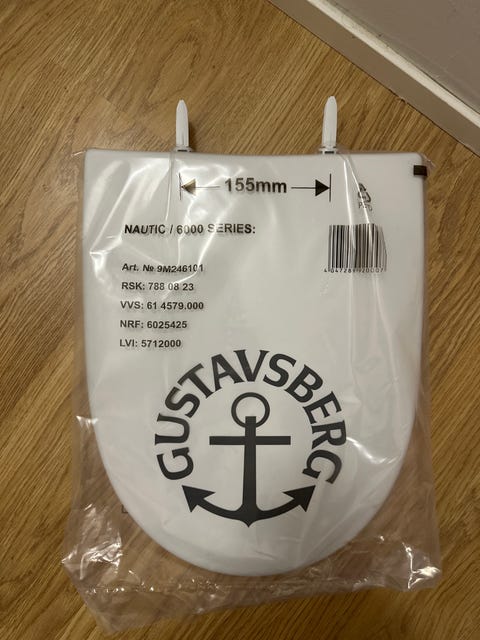 155mm
NAUTIC / 6000 SERIES:
Art. № 9M246101
RSK: 788 08 23
VVS: 61 4579.000
NRF: 6025425
LVI: 5712000
GUSTAVSBERG